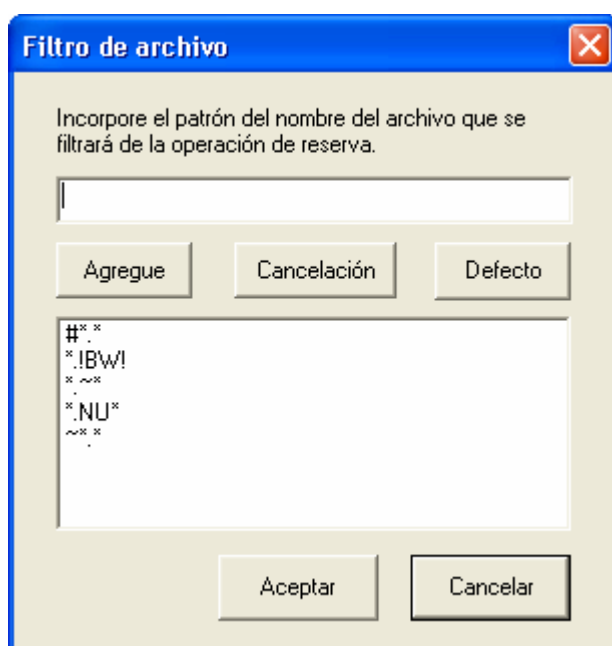 Filtro de archivo
Incorpore el patrón del nombre del archivo que se
filtrará de la operación de reserva.
Agregue Cancelación Defecto
#*.*
*.!BW!
*.~*
*.NU*
~*.*
Aceptar Cancelar